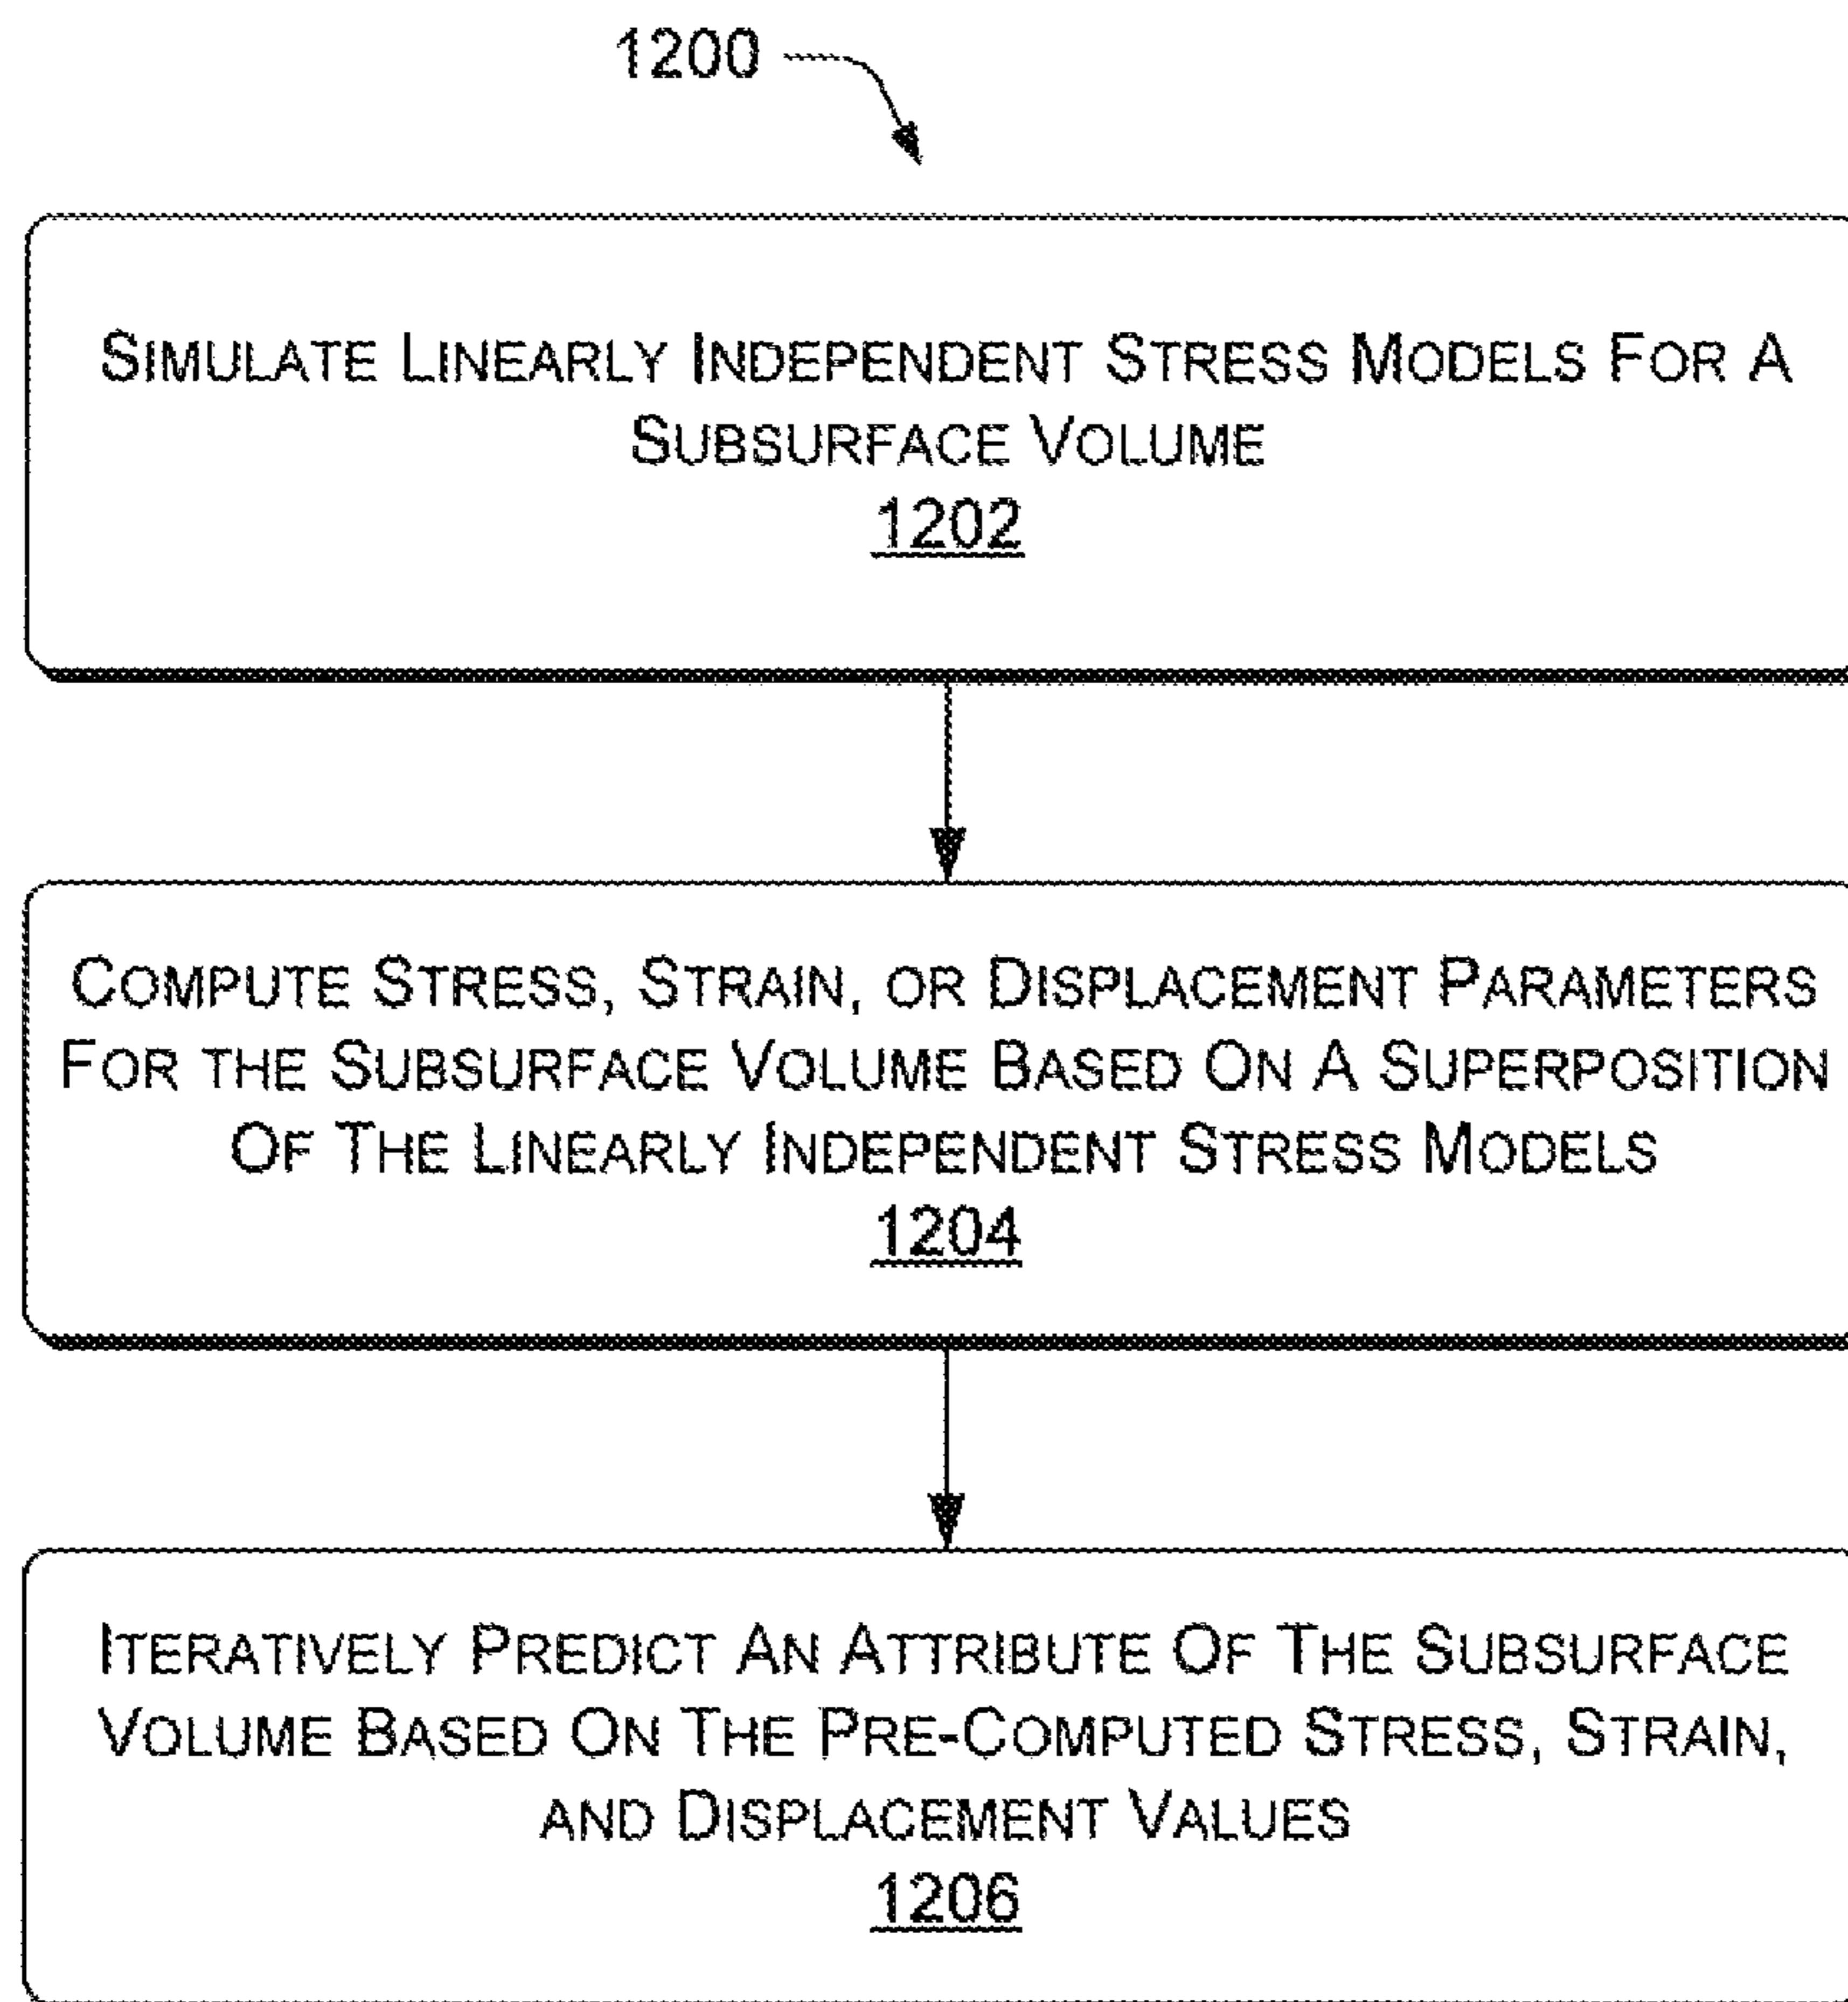 1200
SIMULATE LINEARLY INDEPENDENT STRESS MODELS FOR A
SUBSURFACE VOLUME
1202
COMPUTE STRESS, STRAIN, OR DISPLACEMENT PARAMETERS
FOR THE SUBSURFACE VOLUME BASED ON A SUPERPOSITION
OF THE LINEARLY INDEPENDENT STRESS MODELS
1204
ITERATIVELY PREDICT AN ATTRIBUTE OF THE SUBSURFACE
VOLUME BASED ON THE PRE-COMPUTED STRESS, STRAIN,
AND DISPLACEMENT VALUES
1206